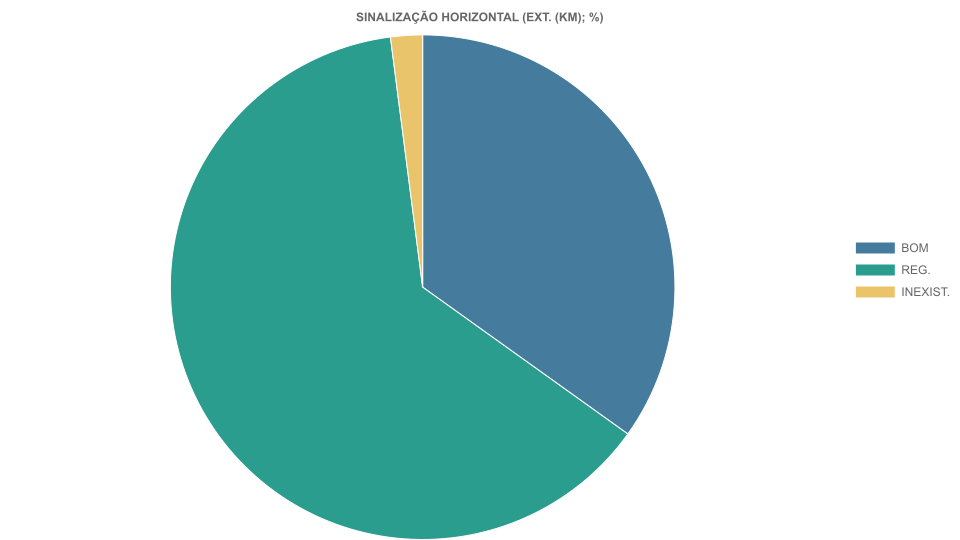 SINALIZAÇÃO HORIZONTAL (EXT. (KM); %)
BOM
REG.
INEXIST.